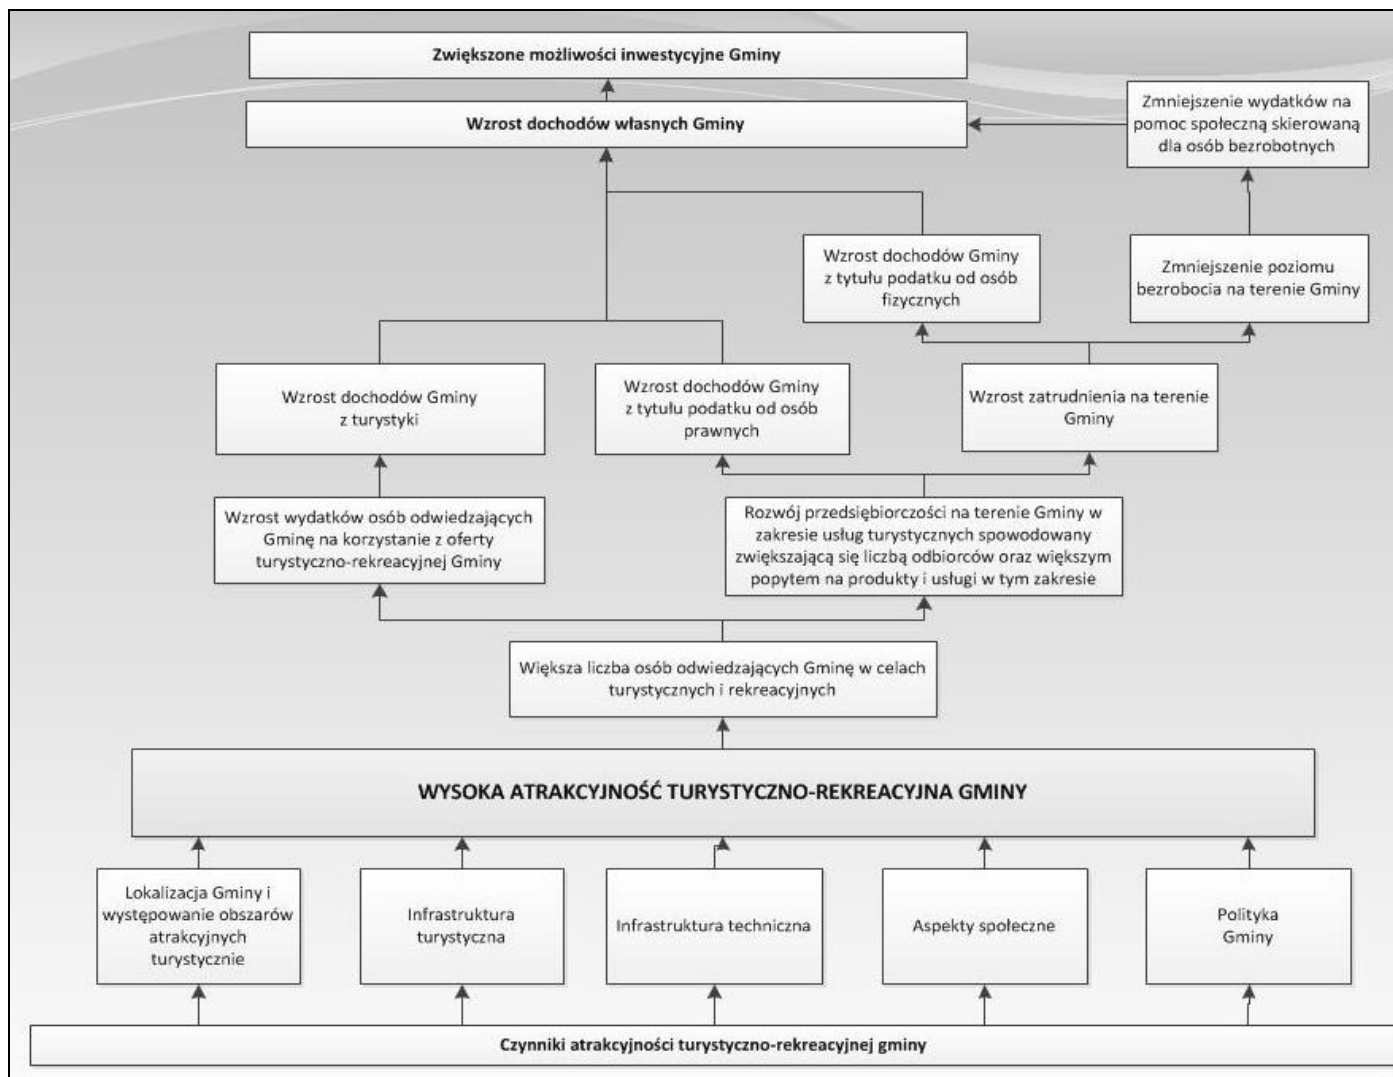 Zwiększone możliwości inwestycyjne Gminy
Wzrost dochodów własnych Gminy
Zmniejszenie wydatków na
pomoc społeczną skierowaną
dla osób bezrobotnych
Wzrost dochodów Gminy
z tytułu podatku od osób
fizycznych
Zmniejszenie poziomu
bezrobocia na terenie Gminy
Wzrost dochodów Gminy
z turystyki
Wzrost dochodów Gminy
z tytułu podatku od osób
prawnych
Wzrost zatrudnienia na terenie
Gminy
Wzrost wydatków osób odwiedzających
Gminę na korzystanie z oferty
turystyczno-rekreacyjnej Gminy
Rozwój przedsiębiorczości na terenie Gminy w
zakresie usług turystycznych spowodowany
zwiększającą się liczbą odbiorców oraz większym
popytem na produkty i usługi w tym zakresie
Większa liczba osób odwiedzających Gminę w celach
turystycznych i rekreacyjnych
WYSOKA ATRAKCYJNOŚĆ TURYSTYCZNO-REKREACYJNA GMINY
Lokalizacja Gminy i
występowanie obszarów
atrakcyjnych
turystycznie
Infrastruktura
turystyczna
Infrastruktura techniczna
Aspekty społeczne
Polityka
Gminy
Czynniki atrakcyjności turystyczno-rekreacyjnej gminy